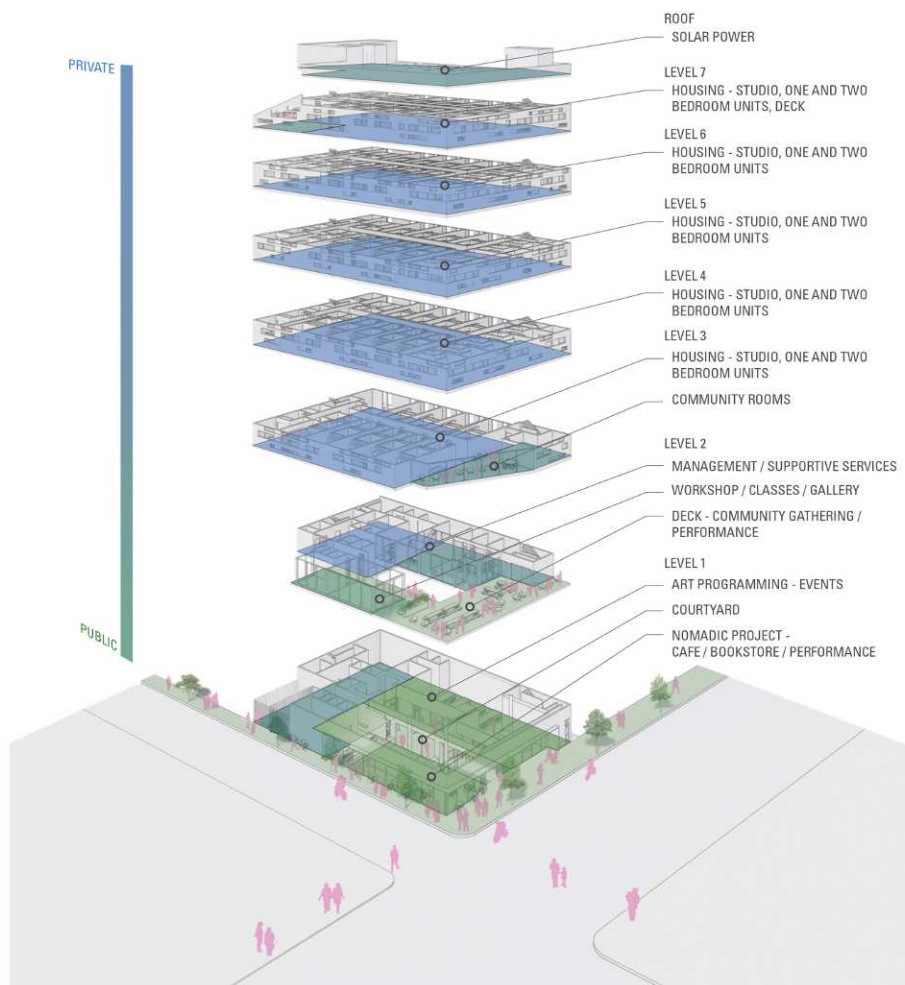 PRIVATE
PUBLIC
ROOF
SOLAR POWER
LEVEL 7
HOUSING - STUDIO, ONE AND TWO
BEDROOM UNITS, DECK
LEVEL 6
HOUSING - STUDIO, ONE AND TWO
BEDROOM UNITS
LEVEL 5
HOUSING - STUDIO, ONE AND TWO
BEDROOM UNITS
LEVEL 4
HOUSING - STUDIO, ONE AND TWO
BEDROOM UNITS
LEVEL 3
HOUSING - STUDIO, ONE AND TWO
BEDROOM UNITS
COMMUNITY ROOMS
LEVEL 2
MANAGEMENT / SUPPORTIVE SERVICES
WORKSHOP / CLASSES / GALLERY
DECK - COMMUNITY GATHERING /
PERFORMANCE
LEVEL 1
ART PROGRAMMING - EVENTS
COURTYARD
NOMADIC PROJECT -
CAFE / BOOKSTORE / PERFORMANCE